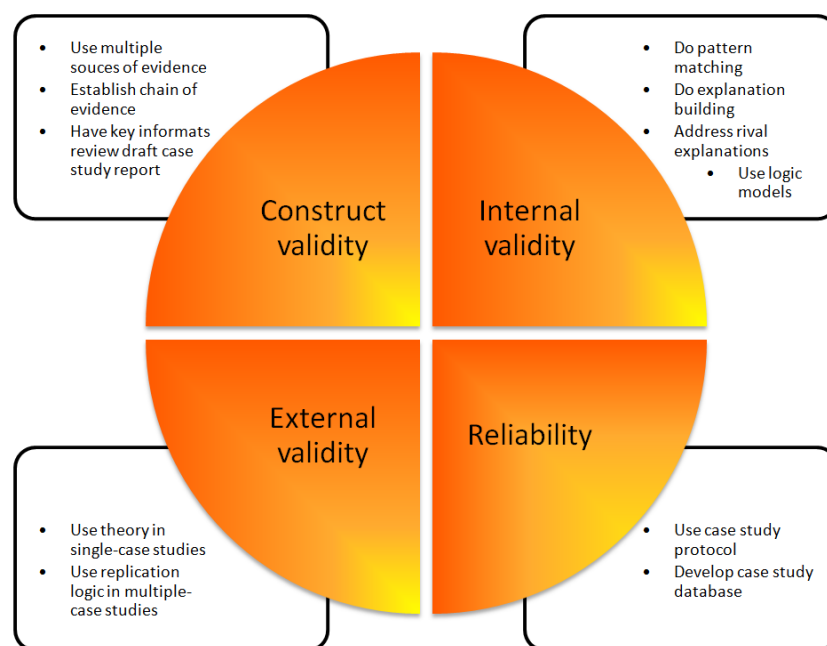 • Use multiple
souces of evidence
• Establish chain of
evidence
• Have key informats
review draft case
study report
• Do pattern
matching
• Do explanation
building
• Address rival
explanations
• Use logic
models
Construct
validity
Internal
validity
External
validity
Reliability
• Use theory in
single-case studies
• Use replication
logic in multiple-
case studies
• Use case study
protocol
• Develop case study
database